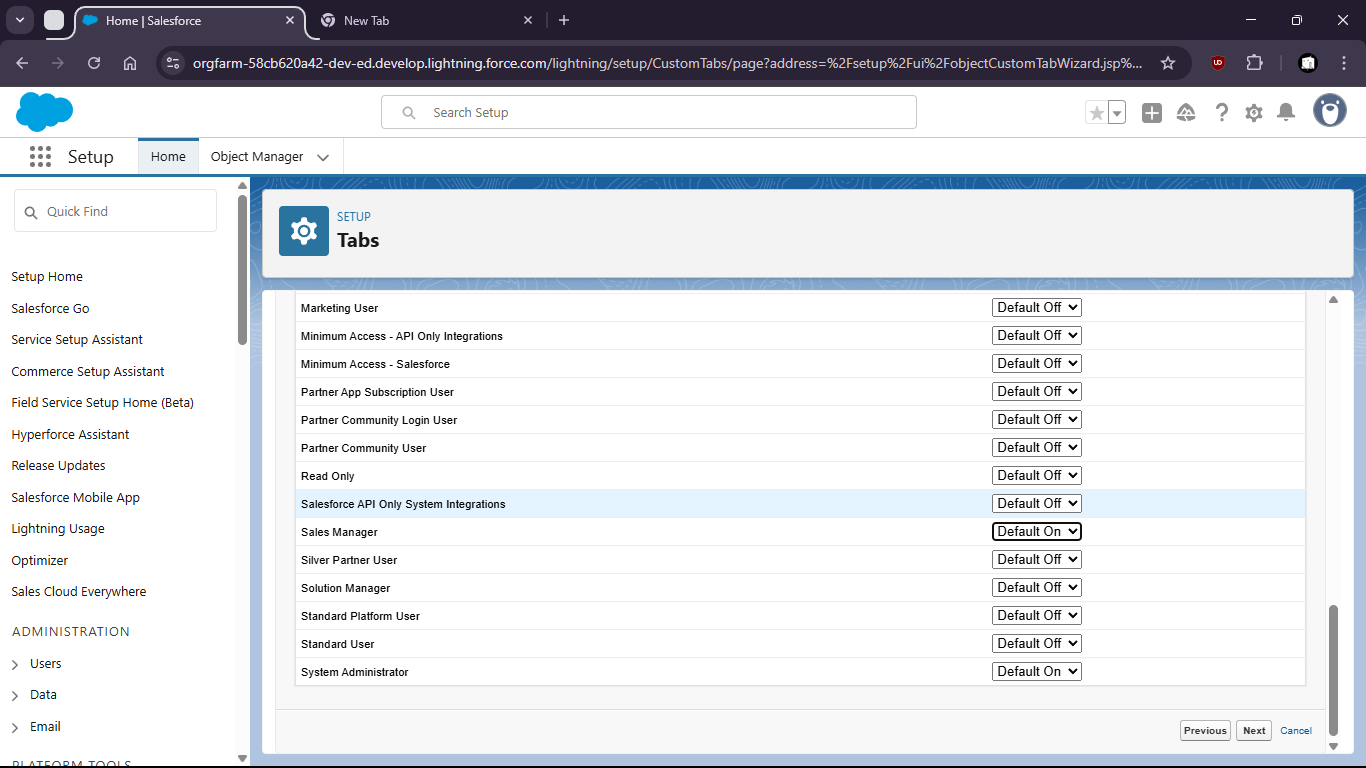 Home | Salesforce
New Tab
orgfarm-58cb620a42-dev-ed.develop.lightning.force.com/lightning/setup/CustomTabs/page?address=%2Fsetup%2Fui%2FobjectCustomTabWizard.jsp%...
UD
Search Setup
Setup
Home
Object Manager
Quick Find
SETUP
Tabs
Setup Home
Salesforce Go
Service Setup Assistant
Commerce Setup Assistant
Field Service Setup Home (Beta)
Hyperforce Assistant
Release Updates
Salesforce Mobile App
Lightning Usage
Optimizer
Sales Cloud Everywhere
ADMINISTRATION
Users
Data
Email
PLATFORM TOOLS
Marketing User Default Off
Minimum Access - API Only Integrations Default Off
Minimum Access - Salesforce Default Off
Partner App Subscription User Default Off
Partner Community Login User Default Off
Partner Community User Default Off
Read Only Default Off
Salesforce API Only System Integrations Default Off
Sales Manager Default On
Silver Partner User Default Off
Solution Manager Default Off
Standard Platform User Default Off
Standard User Default Off
System Administrator Default On
Previous Next Cancel